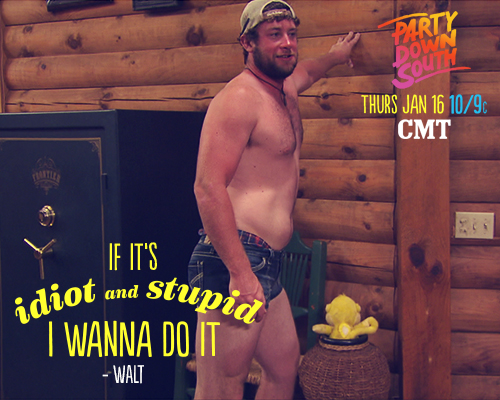 PARTY
DOWN
SOUTH
THURS JAN 16 10/9c
CMT
IF IT'S
idiot and stupid
I WANNA DO IT
- WALT